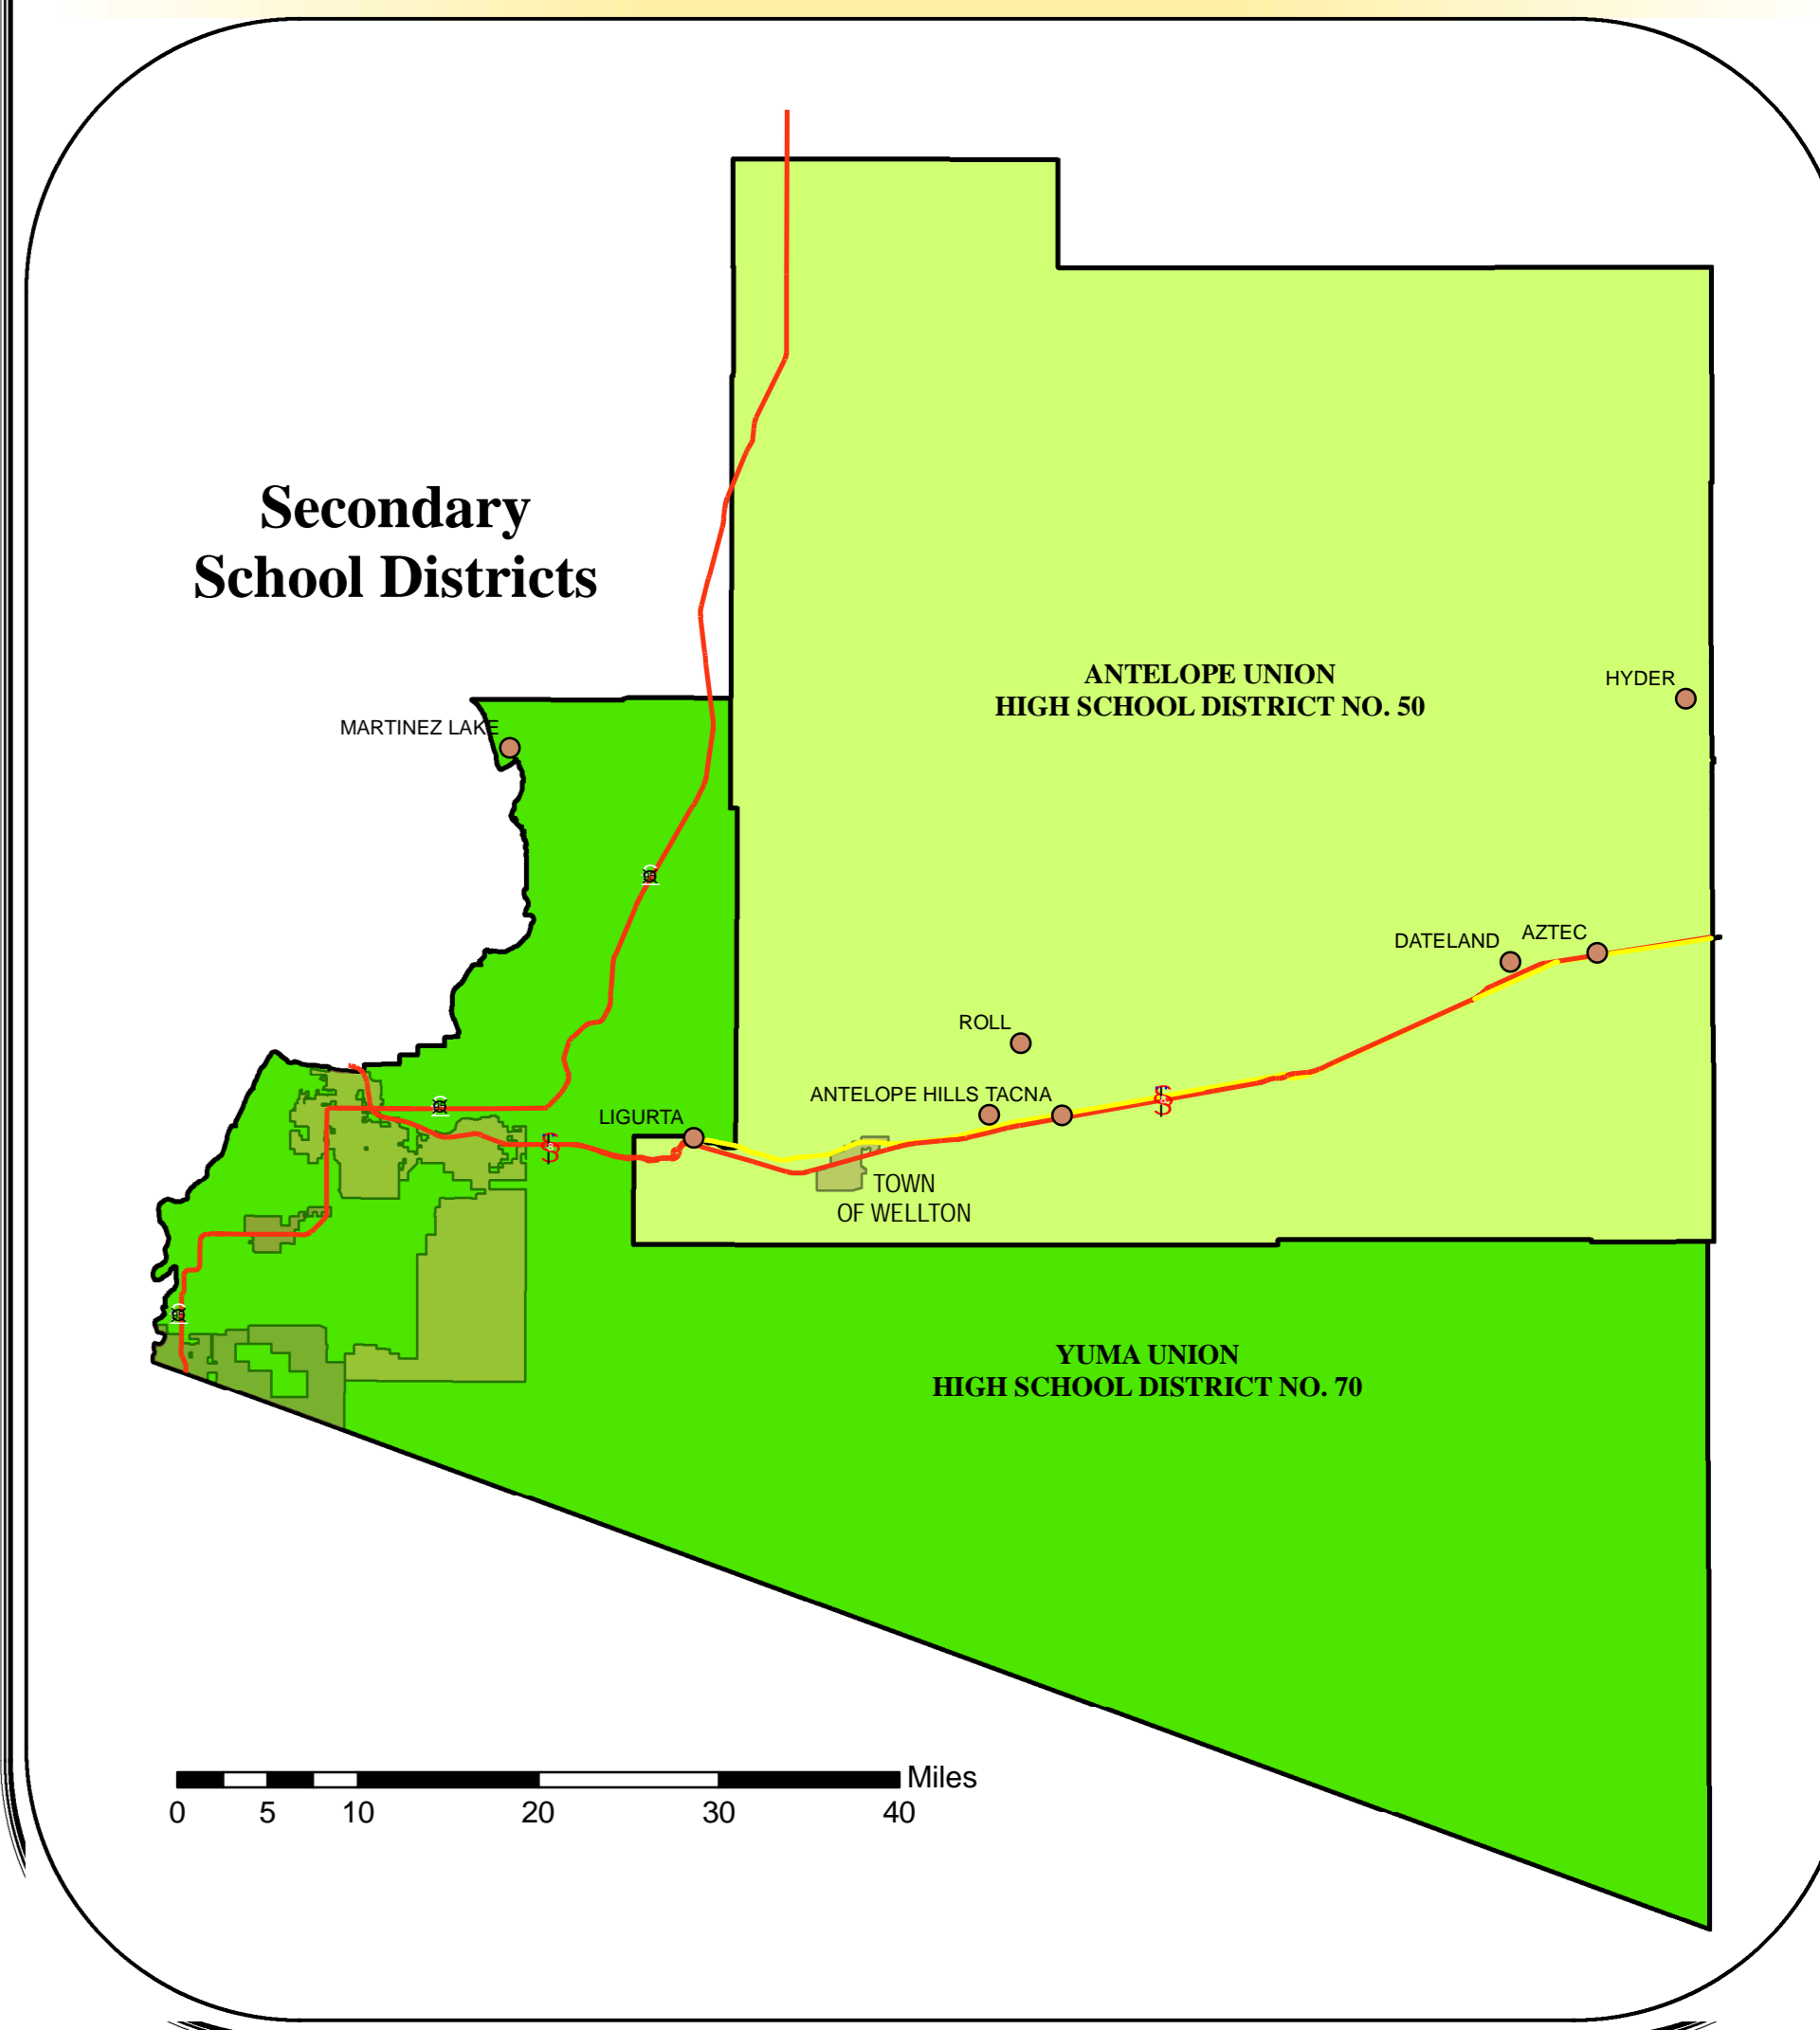 Secondary
School Districts
ANTELOPE UNION
HIGH SCHOOL DISTRICT NO. 50
HYDER
MARTINEZ LAKE
DATELAND
AZTEC
ROLL
ANTELOPE HILLS
TACNA
LIGURTA
TOWN
OF WELLTON
YUMA UNION
HIGH SCHOOL DISTRICT NO. 70
Miles
0 5 10 20 30 40